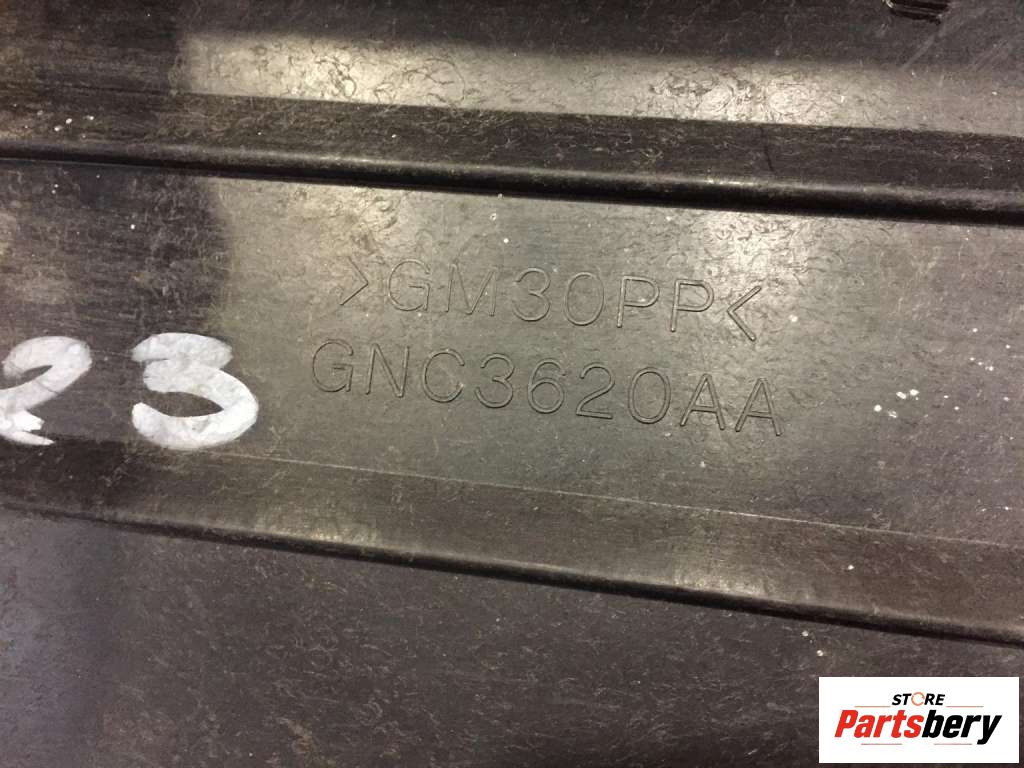 >GM30PP<
GNC3620AA
23
STORE
Partsbery